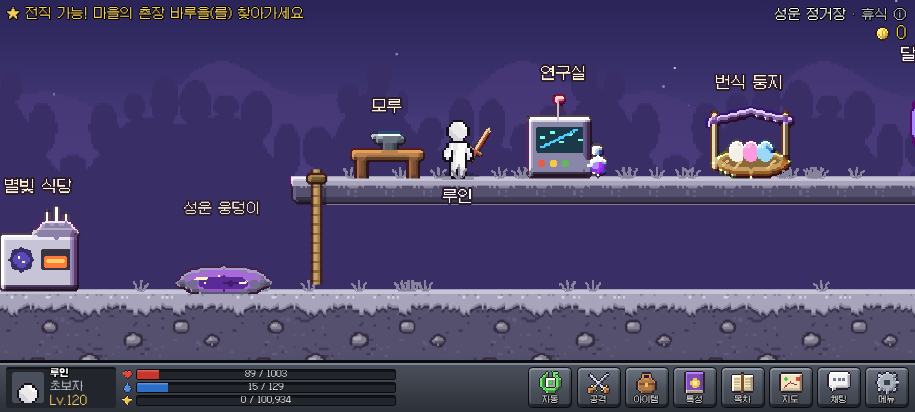 전직 가능! 마을의 촌장 바루을(를) 찾아가세요
성운 정거장 · 휴식 ⓘ
0
달
연구실
번식 둥지
모루
별빛 식당
루인
성운 웅덩이
루인
초보자
Lv.120
89 / 1003
15 / 129
0 / 100,934
자동
공격
아이템
특성
목차
지도
채팅
메뉴